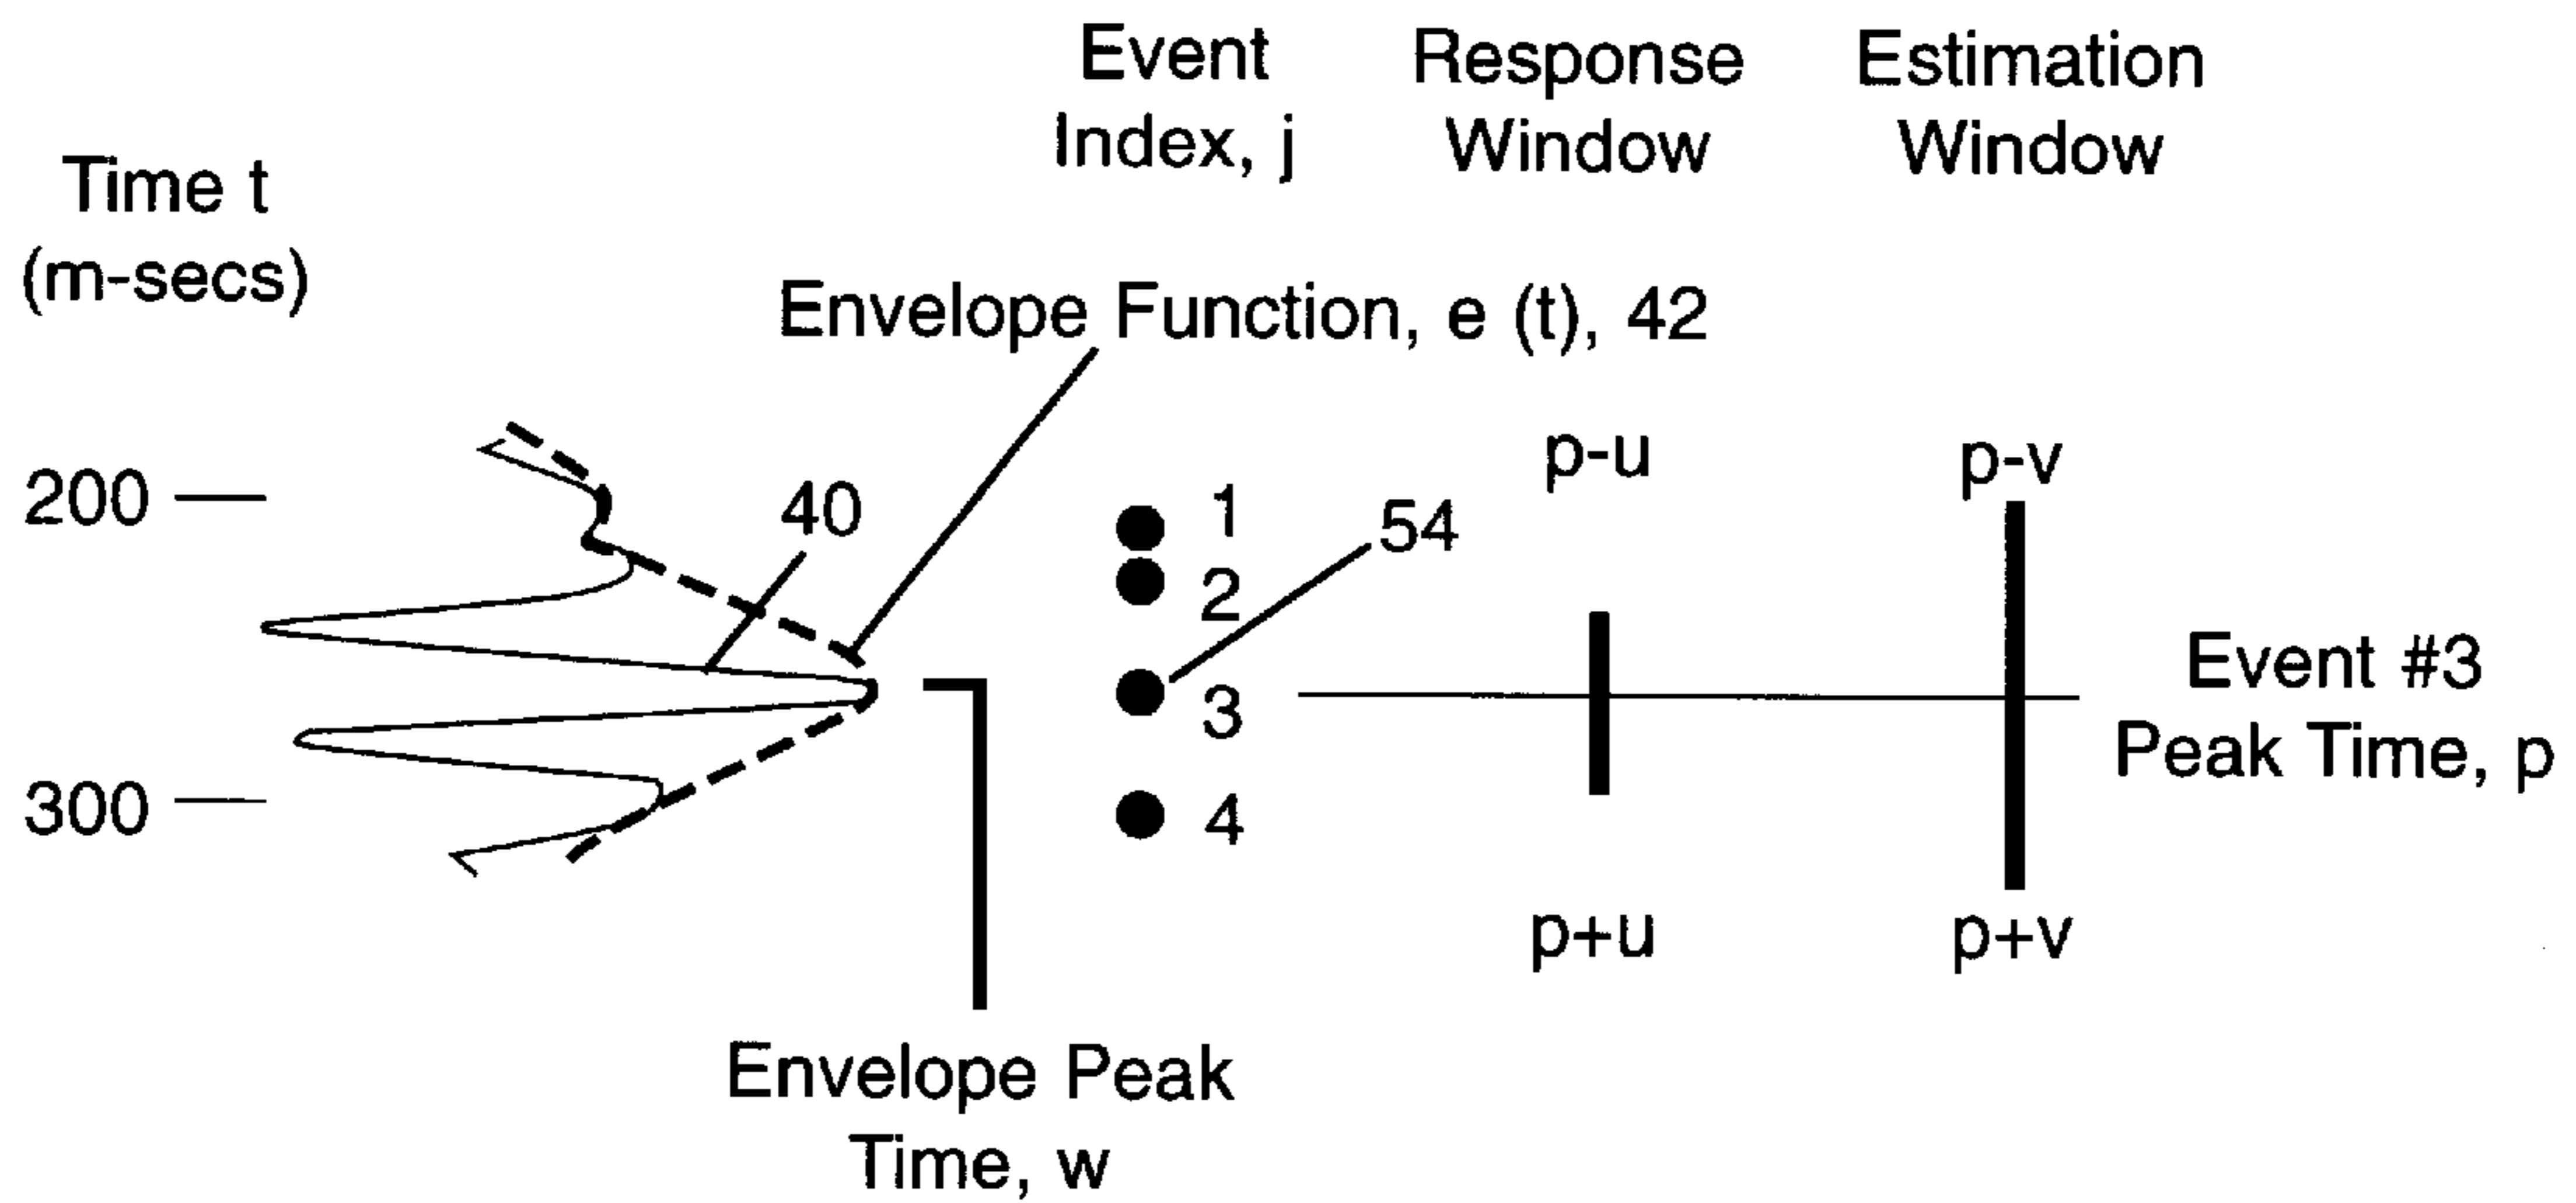 Event
Index, j
Response
Window
Estimation
Window
Time t
(m-secs)
Envelope Function, e (t), 42
200
40
1
2
3
4
54
p-u
p-v
Event #3
Peak Time, p
300
p+u
p+v
Envelope Peak
Time, w